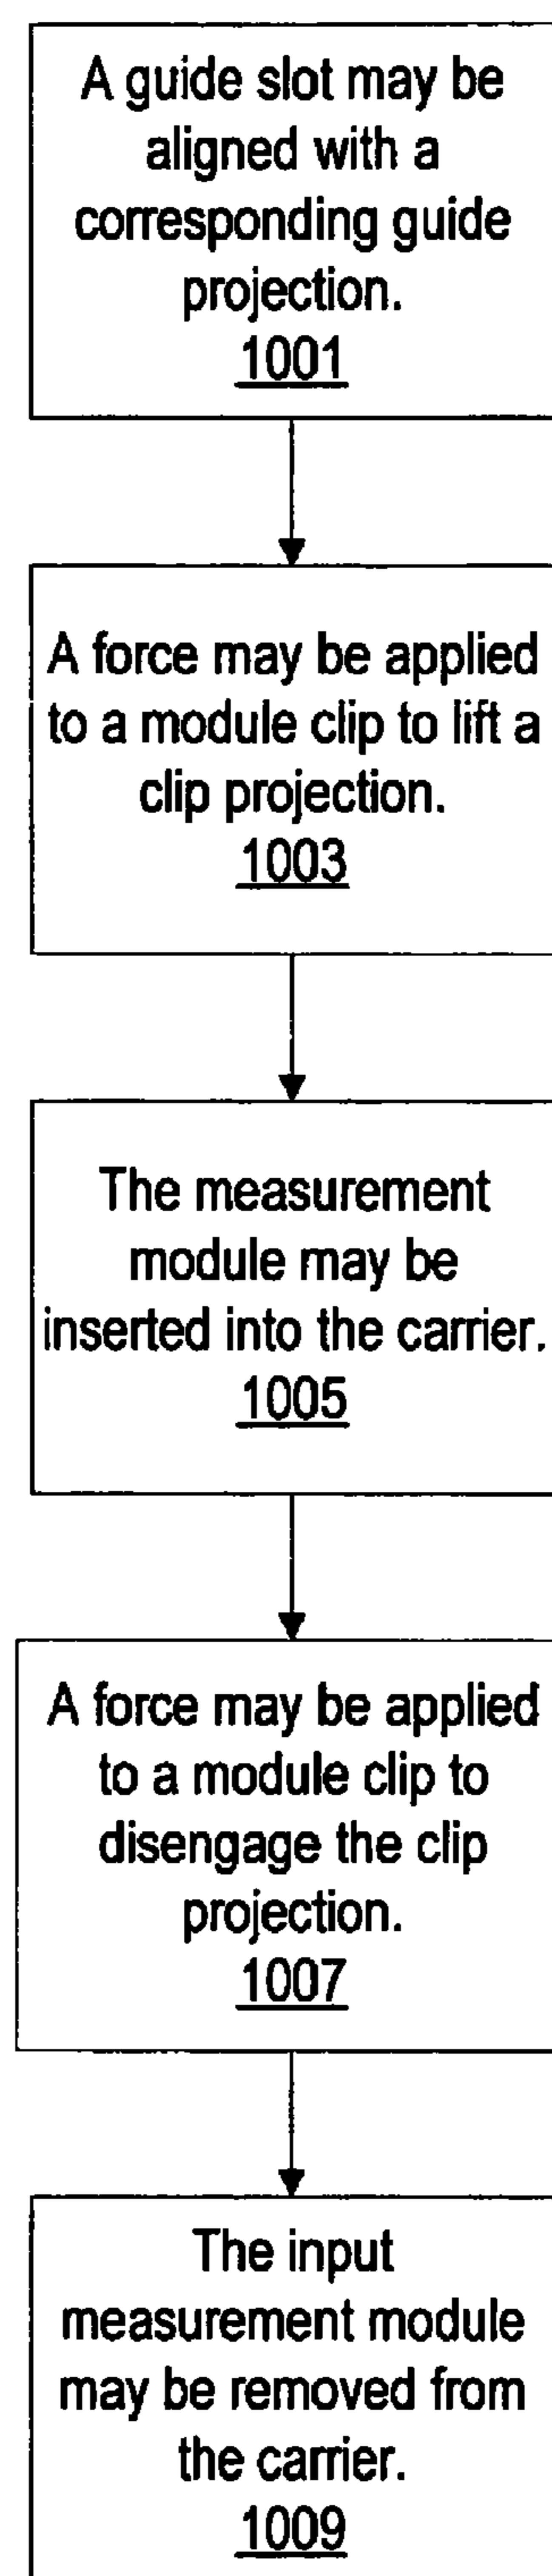 A guide slot may be
aligned with a
corresponding guide
projection.
1001
A force may be applied
to a module clip to lift a
clip projection.
1003
The measurement
module may be
inserted into the carrier.
1005
A force may be applied
to a module clip to
disengage the clip
projection.
1007
The input
measurement module
may be removed from
the carrier.
1009